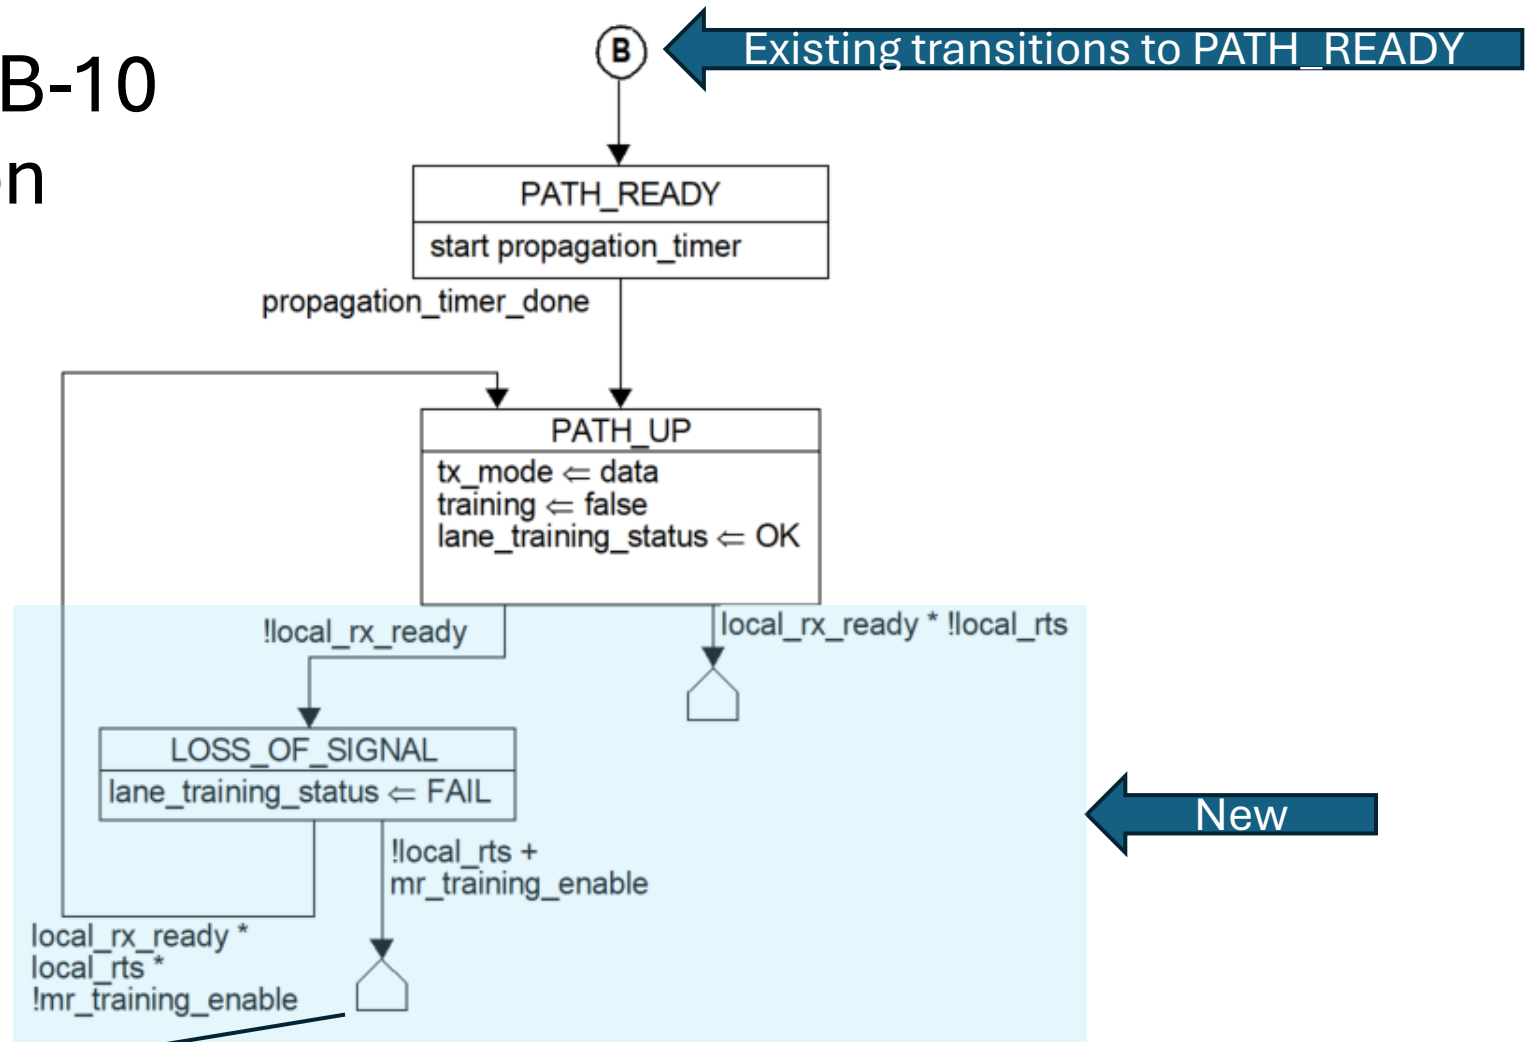 B-10
n
B
Existing transitions to PATH_READY
PATH_READY
start propagation_timer
propagation_timer_done
PATH_UP
tx_mode ⇐ data
training ⇐ false
lane_training_status ⇐ OK
!local_rx_ready
local_rx_ready * !local_rts
LOSS_OF_SIGNAL
lane_training_status ⇐ FAIL
New
!local_rts +
mr_training_enable
local_rx_ready *
local_rts *
!mr_training_enable